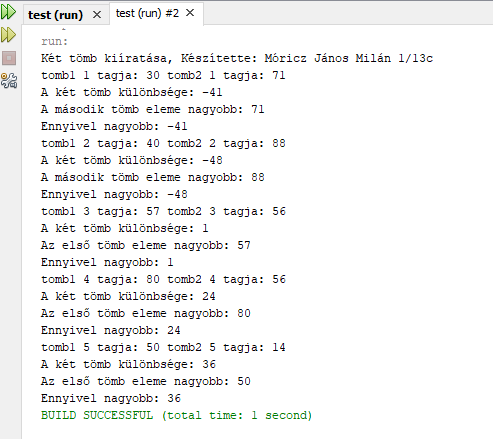 test (run) × test (run) #2 ×
run:
Két tömb kiíratása, Készítette: Móricz János Milán 1/13c
tomb1 1 tagja: 30 tomb2 1 tagja: 71
A két tömb különbsége: -41
A második tömb eleme nagyobb: 71
Ennyivel nagyobb: -41
tomb1 2 tagja: 40 tomb2 2 tagja: 88
A két tömb különbsége: -48
A második tömb eleme nagyobb: 88
Ennyivel nagyobb: -48
tomb1 3 tagja: 57 tomb2 3 tagja: 56
A két tömb különbsége: 1
Az első tömb eleme nagyobb: 57
Ennyivel nagyobb: 1
tomb1 4 tagja: 80 tomb2 4 tagja: 56
A két tömb különbsége: 24
Az első tömb eleme nagyobb: 80
Ennyivel nagyobb: 24
tomb1 5 tagja: 50 tomb2 5 tagja: 14
A két tömb különbsége: 36
Az első tömb eleme nagyobb: 50
Ennyivel nagyobb: 36
BUILD SUCCESSFUL (total time: 1 second)